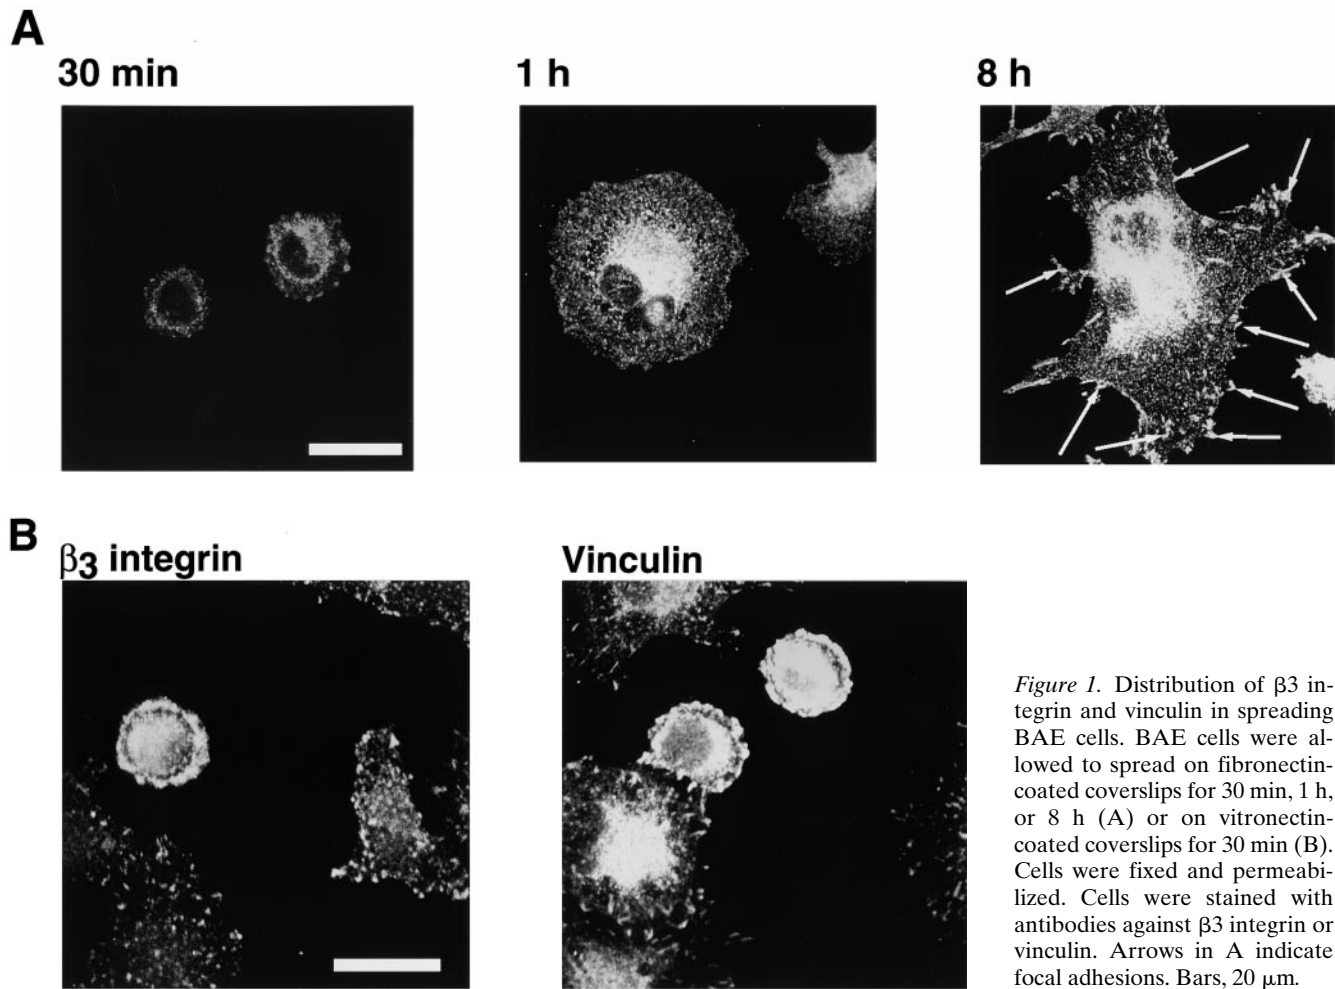 A
30 min
1 h
8 h
B
β3 integrin
Vinculin
Figure 1. Distribution of β3 in-
tegrin and vinculin in spreading
BAE cells. BAE cells were al-
lowed to spread on fibronectin-
coated coverslips for 30 min, 1 h,
or 8 h (A) or on vitronectin-
coated coverslips for 30 min (B).
Cells were fixed and permeabi-
lized. Cells were stained with
antibodies against β3 integrin or
vinculin. Arrows in A indicate
focal adhesions. Bars, 20 μm.